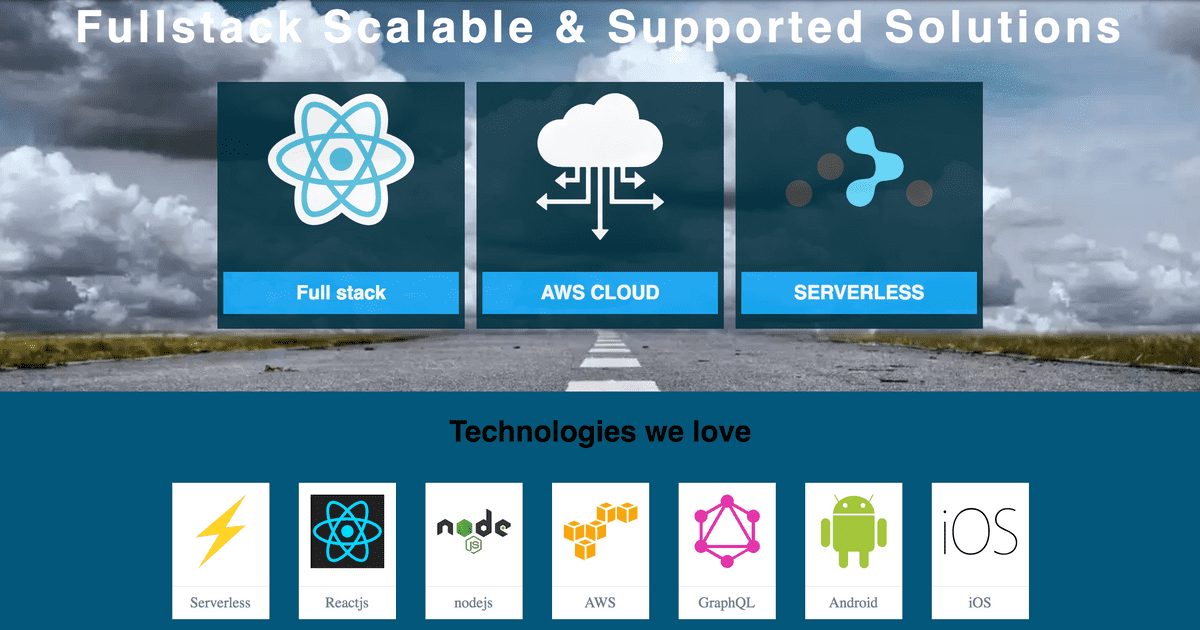 Fullstack Scalable & Supported Solutions
Full stack
AWS CLOUD
SERVERLESS
Technologies we love
node
JS
iOS
Serverless
Reactjs
nodejs
AWS
GraphQL
Android
iOS